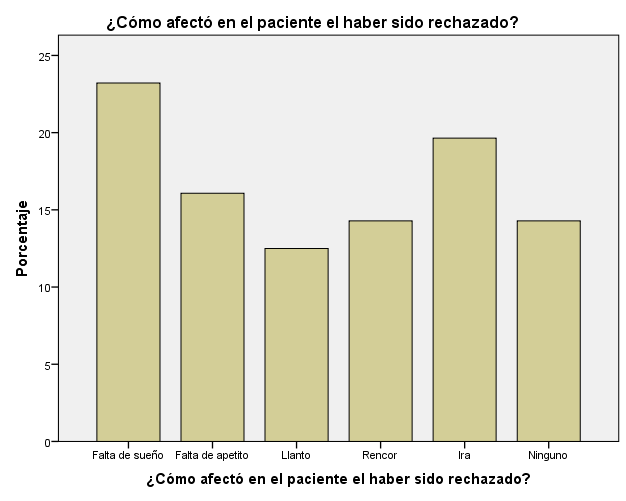 ¿Cómo afectó en el paciente el haber sido rechazado?
Porcentaje
25
20
15
10
5
0
Falta de sueño
Falta de apetito
Llanto
Rencor
Ira
Ninguno
¿Cómo afectó en el paciente el haber sido rechazado?